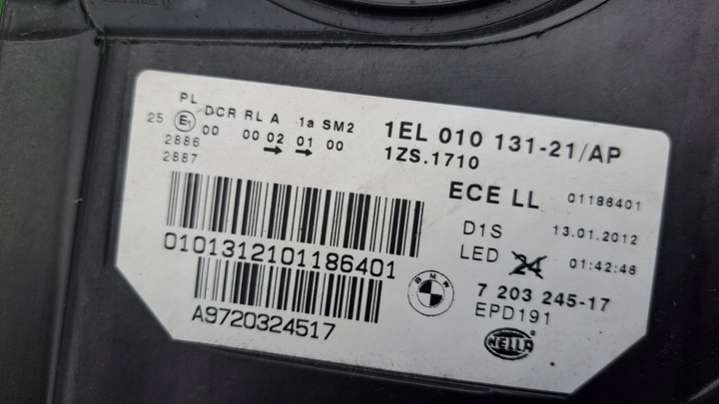 PL DCR RL A 1a SM2
25 E1 00 00 02 01 00
2886
2887
1EL 010 131-21/AP
1ZS.1710
ECE LL 01186401
D1S 13.01.2012
LED 24 01:42:48
0101312101186401
7 203 245-17
BMW
EPD191
A9720324517
HELLA